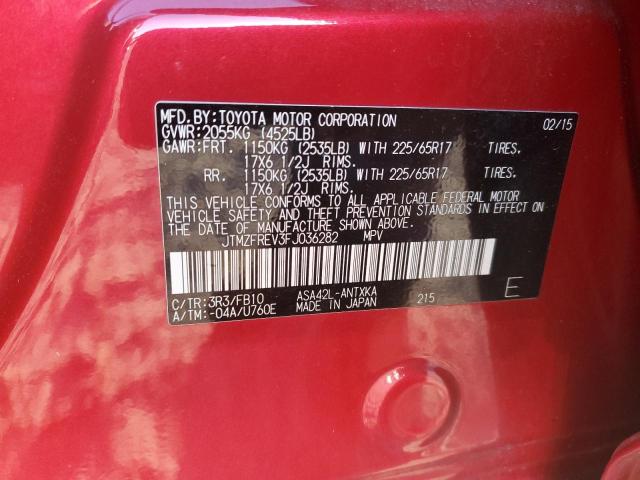 MFD.BY:TOYOTA MOTOR CORPORATION 02/15
GVWR:2055KG (4525LB)
GAWR:FRT. 1150KG (2535LB) WITH 225/65R17 TIRES.
17X6 1/2J RIMS.
RR. 1150KG (2535LB) WITH 225/65R17 TIRES.
17X6 1/2J RIMS.
THIS VEHICLE CONFORMS TO ALL APPLICABLE FEDERAL MOTOR
VEHICLE SAFETY AND THEFT PREVENTION STANDARDS IN EFFECT ON
THE DATE OF MANUFACTURE SHOWN ABOVE.
JTMZFREV3FJ036282 MPV
C/TR:3R3/FB10 ASA42L-ANTXKA 215 E
A/TM:-04A/U760E MADE IN JAPAN